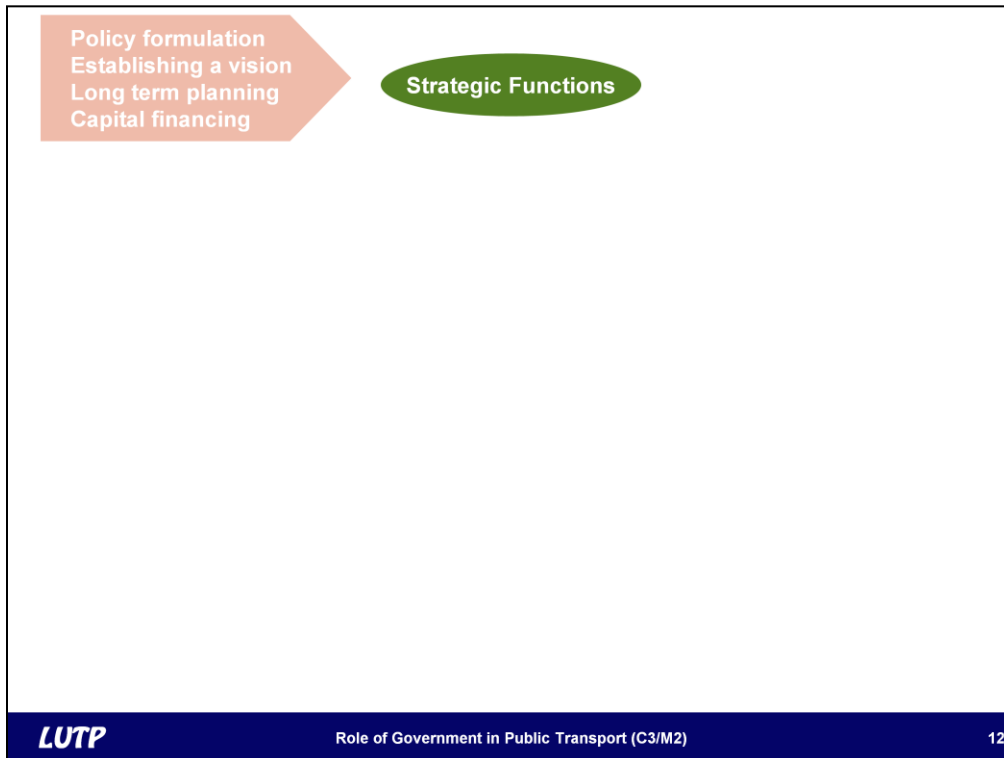 Policy formulation
Establishing a vision
Long term planning
Capital financing
Strategic Functions
LUTP
Role of Government in Public Transport (C3/M2)
12